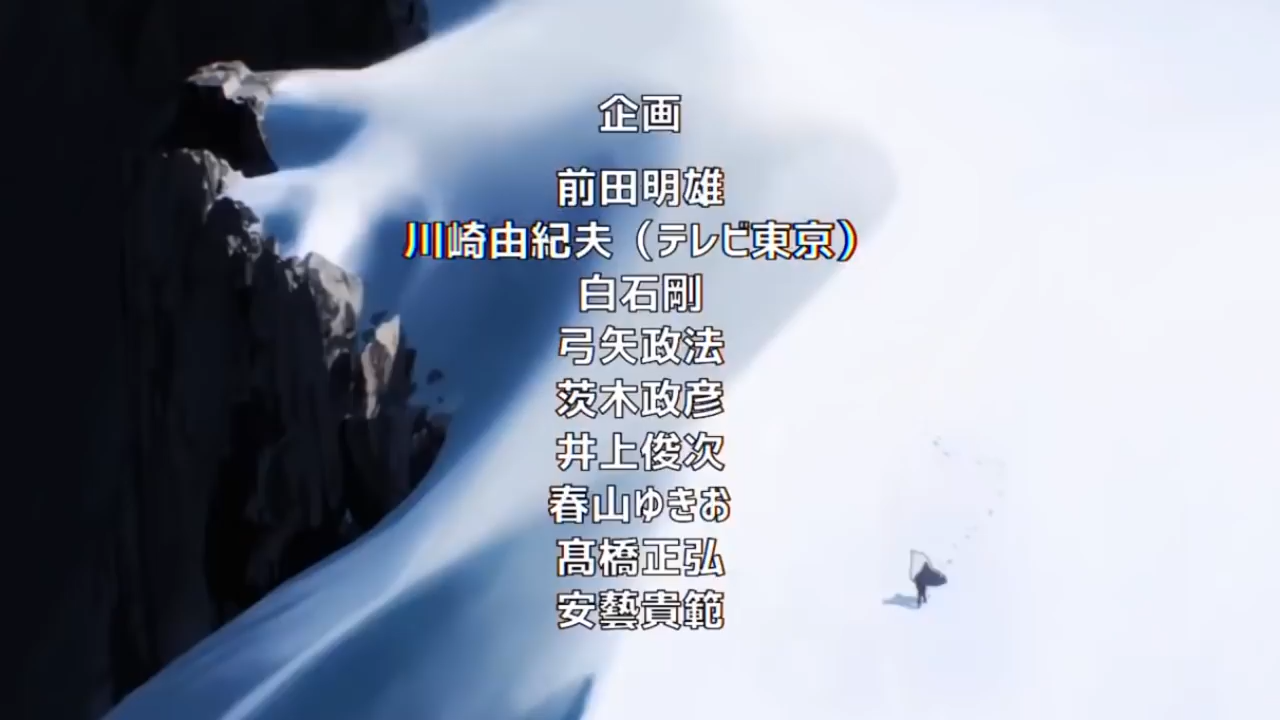 企画
前田明雄
川崎由紀夫（テレビ東京）
白石剛
弓矢政法
茨木政彦
井上俊次
春山ゆきお
髙橋正弘
安藝貴範